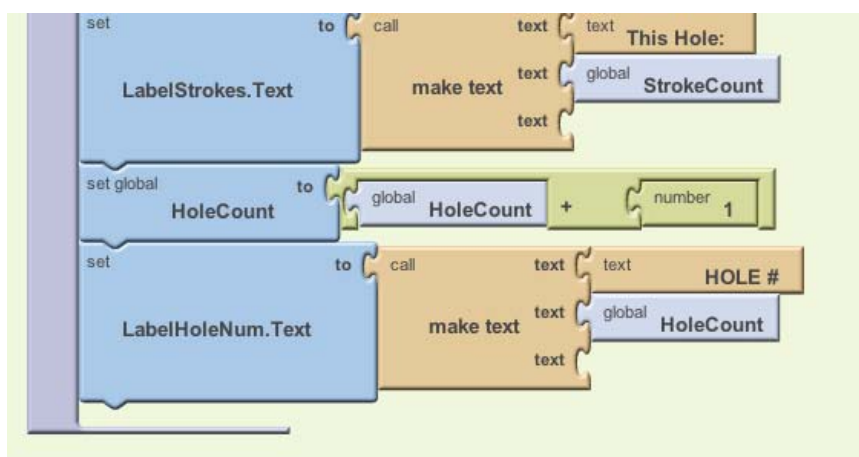 set to call text text This Hole:
LabelStrokes.Text make text text global StrokeCount
text
set global to global HoleCount + number 1
HoleCount
set to call text text HOLE #
LabelHoleNum.Text make text text global HoleCount
text